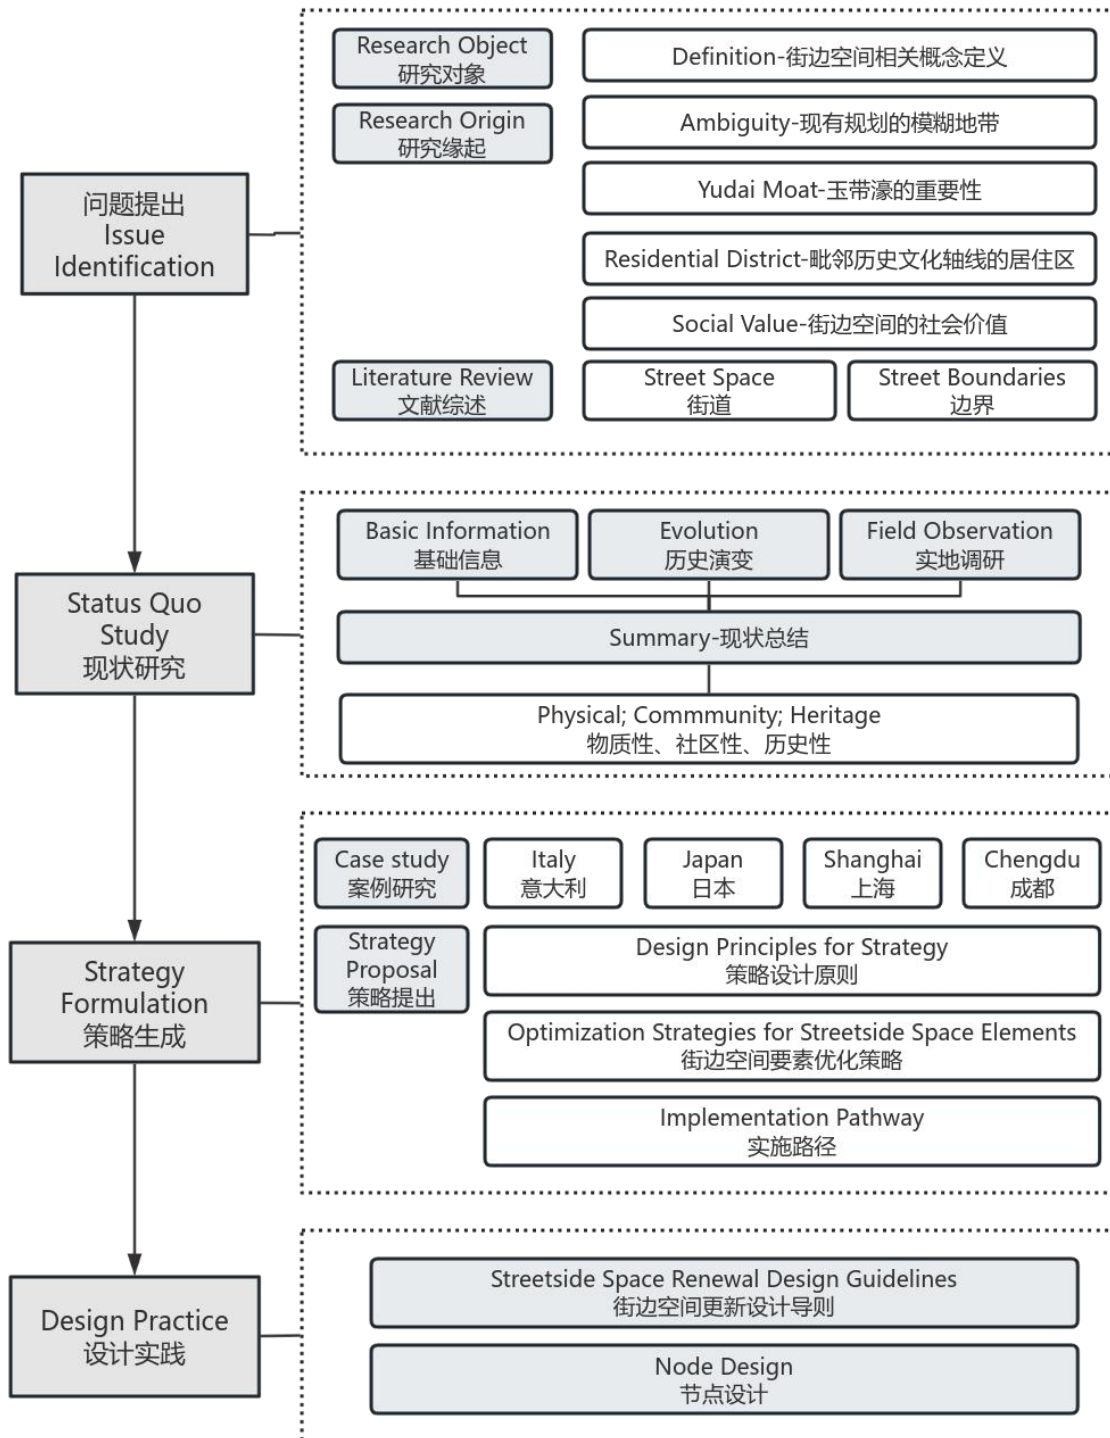 问题提出
Issue
Identification
Research Object
研究对象
Definition-街边空间相关概念定义
Research Origin
研究缘起
Ambiguity-现有规划的模糊地带
Yudai Moat-玉带濠的重要性
Residential District-毗邻历史文化轴线的居住区
Social Value-街边空间的社会价值
Literature Review
文献综述
Street Space
街道
Street Boundaries
边界
Status Quo
Study
现状研究
Basic Information
基础信息
Evolution
历史演变
Field Observation
实地调研
Summary-现状总结
Physical; Commmunity; Heritage
物质性、社区性、历史性
Strategy
Formulation
策略生成
Case study
案例研究
Italy
意大利
Japan
日本
Shanghai
上海
Chengdu
成都
Strategy
Proposal
策略提出
Design Principles for Strategy
策略设计原则
Optimization Strategies for Streetside Space Elements
街边空间要素优化策略
Implementation Pathway
实施路径
Design Practice
设计实践
Streetside Space Renewal Design Guidelines
街边空间更新设计导则
Node Design
节点设计